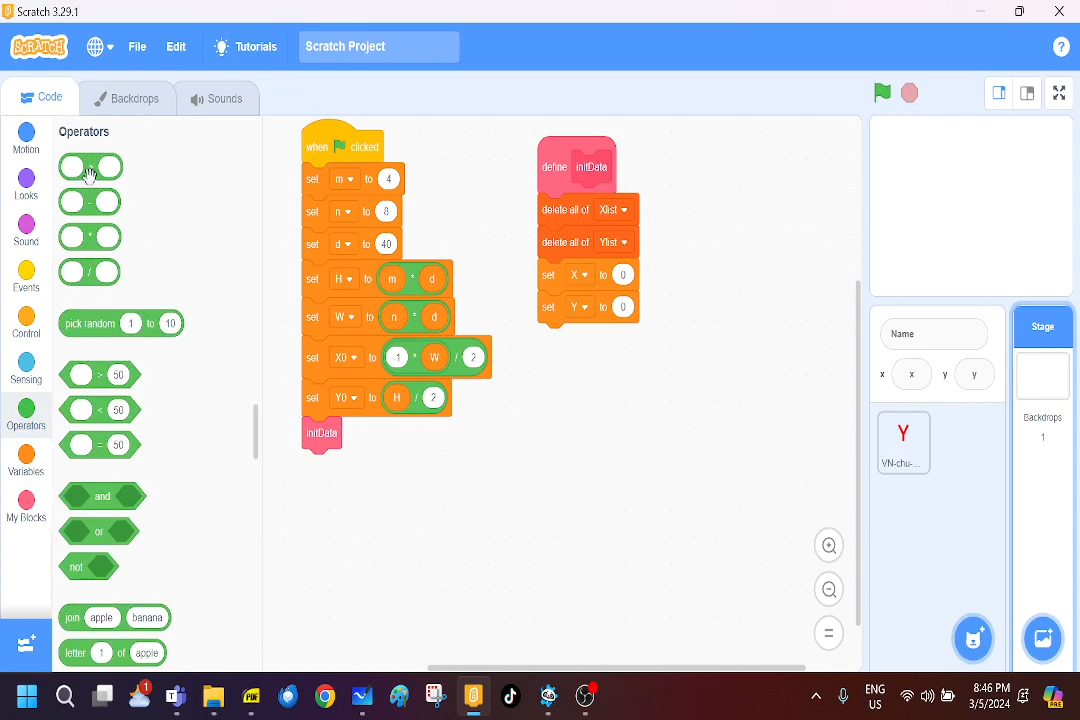 Scratch 3.29.1
SCRATCH
File
Edit
Tutorials
Scratch Project
?
Code
Backdrops
Sounds
Motion
Looks
Sound
Events
Control
Sensing
Operators
Variables
My Blocks
Operators
-
*
/
pick random 1 to 10
> 50
< 50
= 50
and
or
not
join apple banana
letter 1 of apple
when clicked
set m to 4
set n to 8
set d to 40
set H to m * d
set W to n * d
set X0 to -1 * W / 2
set Y0 to H / 2
initData
define initData
delete all of Xlist
delete all of Ylist
set X to 0
set Y to 0
Name
x x y y
Y
VN-chu-...
Stage
Backdrops
1
1
ENG
US
8:46 PM
3/5/2024
PDF
PRE